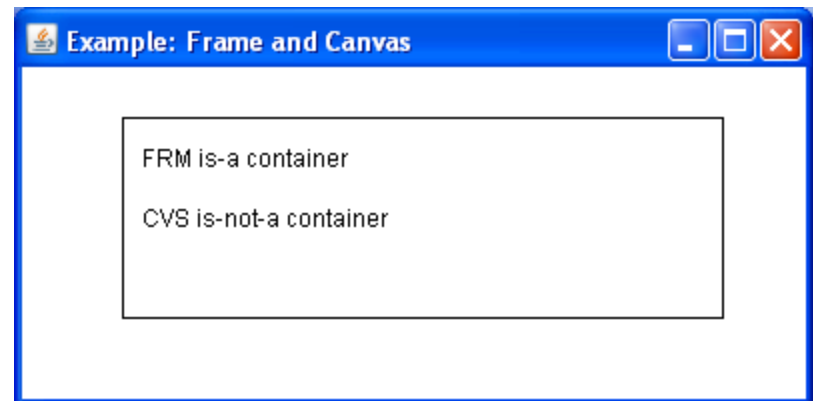 Example: Frame and Canvas
FRM is-a container
CVS is-not-a container